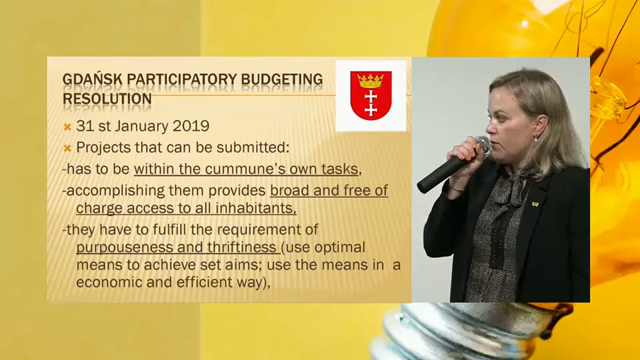 GDAŃSK PARTICIPATORY BUDGETING
RESOLUTION
31 st January 2019
Projects that can be submitted:
-has to be within the cummune's own tasks,
-accomplishing them provides broad and free of
charge access to all inhabitants,
-they have to fulfill the requirement of
purpouseness and thriftiness (use optimal
means to achieve set aims; use the means in a
economic and efficient way),